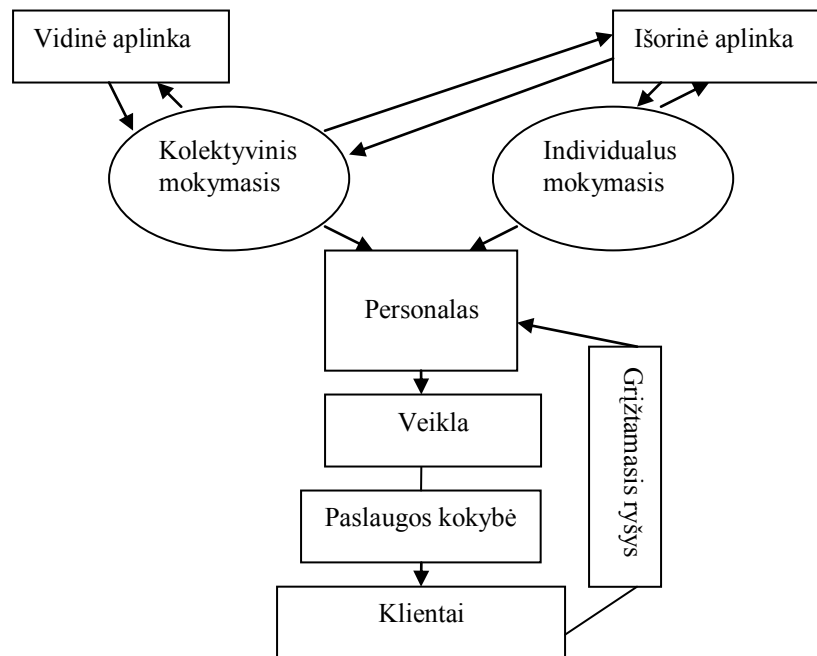 Vidinė aplinka
Išorinė aplinka
Kolektyvinis
mokymasis
Individualus
mokymasis
Personalas
Veikla
Grįžtamasis ryšys
Paslaugos kokybė
Klientai